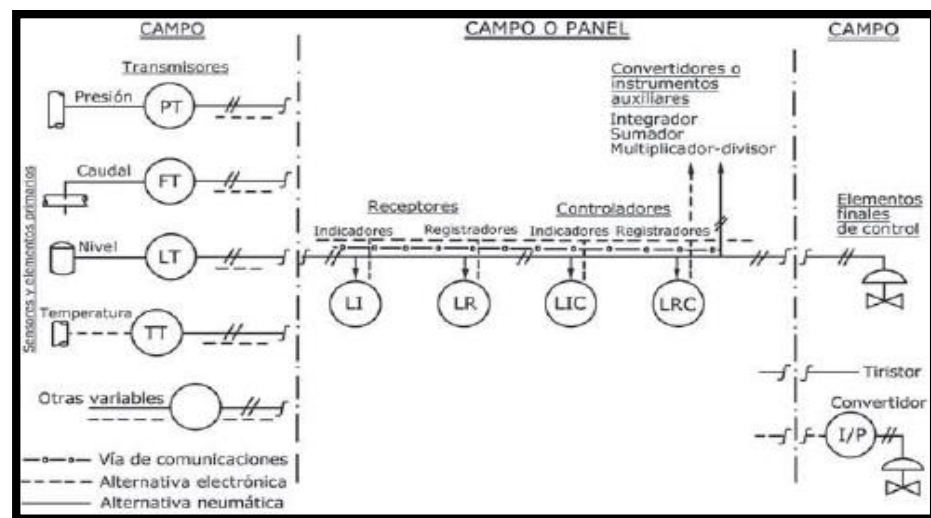 CAMPO
CAMPO O PANEL
CAMPO
Transmisores
Presión
PT
Caudal
FT
Nivel
LT
Temperatura
TT
Otras variables
Sensores y elementos primarios
Convertidores o
instrumentos
auxiliares
Integrador
Sumador
Multiplicador-divisor
Receptores
Controladores
Indicadores
Registradores
Indicadores
Registradores
LI
LR
LIC
LRC
Elementos
finales
de control
Tiristor
Convertidor
I/P
Vía de comunicaciones
Alternativa electrónica
Alternativa neumática